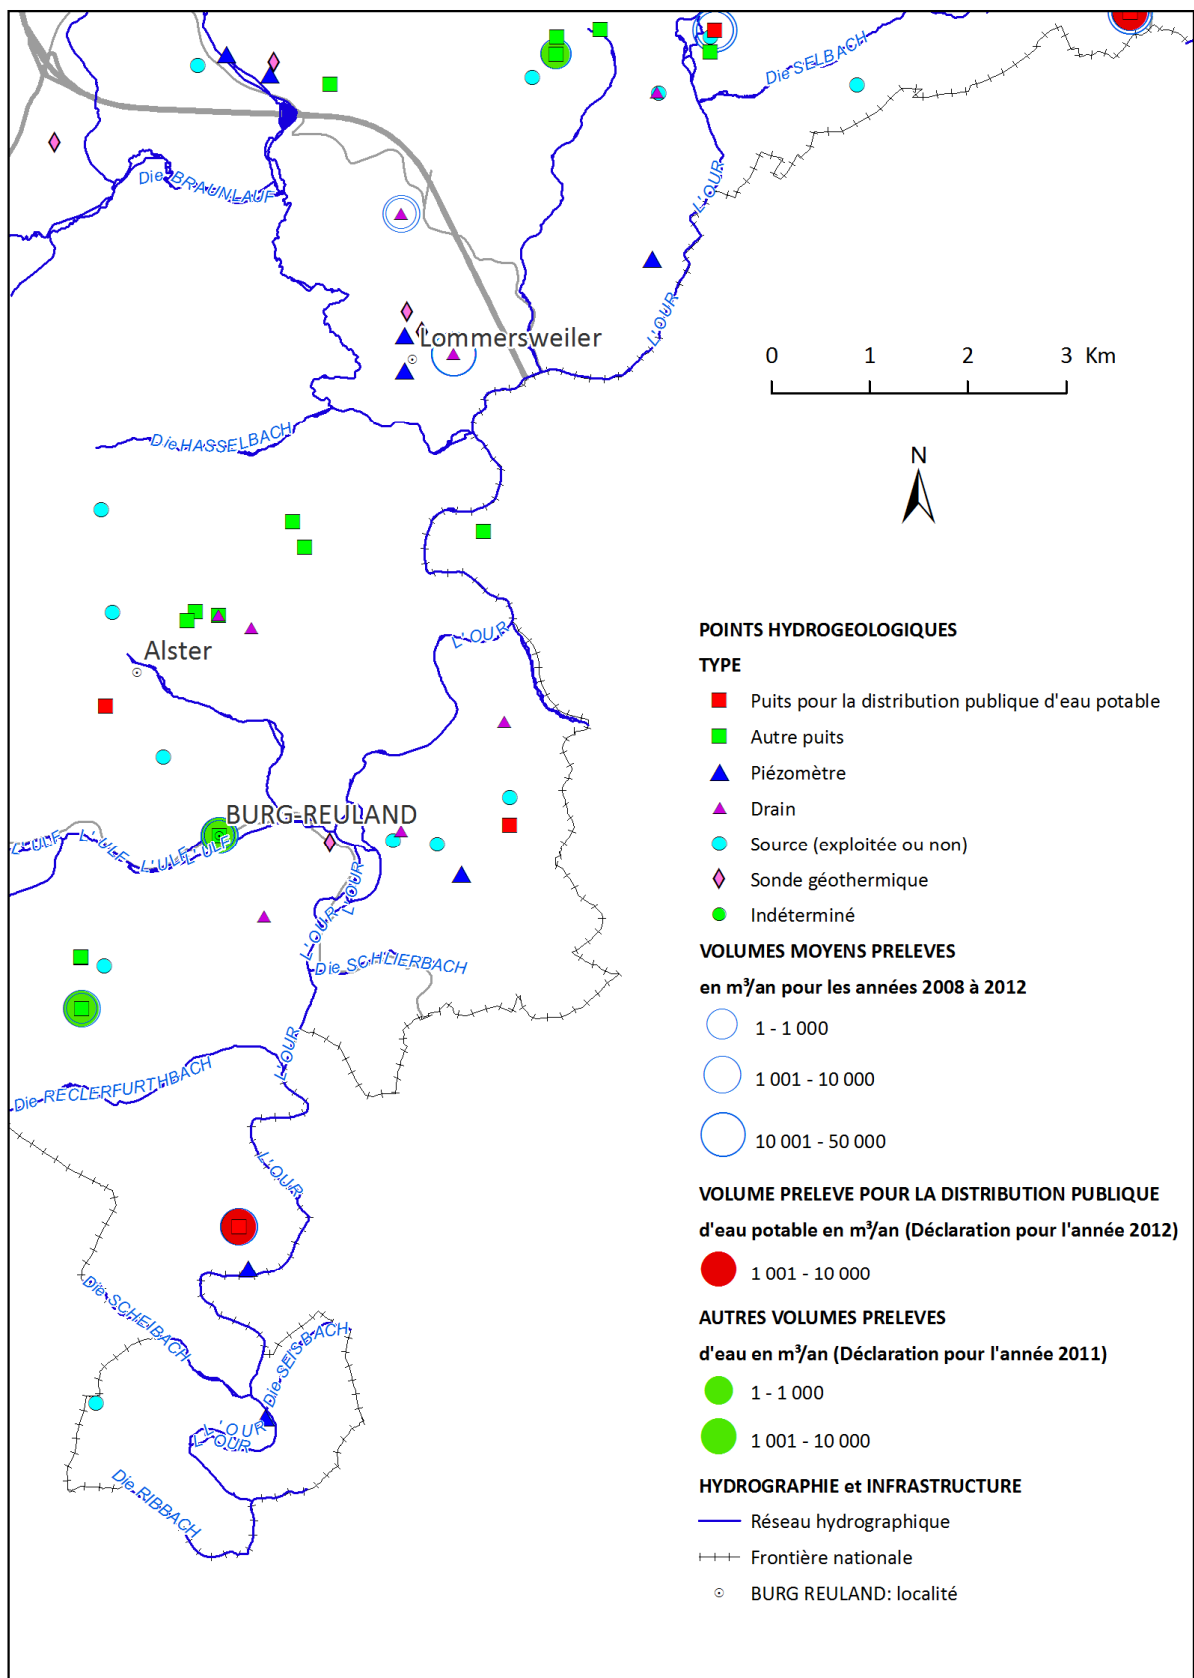 Die SELBACH
Die BRAUNLAUF
L'OUR
L'OUR
Lommersweiler
0 1 2 3 Km
Die HASSELBACH
N
POINTS HYDROGEOLOGIQUES
L'OUR
Alster
TYPE
Puits pour la distribution publique d'eau potable
Autre puits
Piézomètre
Drain
BURG-REULAND
L'ULF
L'ULF
L'ULF
L'ULF
Source (exploitée ou non)
Sonde géothermique
L'OUR
Indéterminé
L'OUR
VOLUMES MOYENS PRELEVES
Die SCHLIERBACH
en m³/an pour les années 2008 à 2012
1 - 1 000
L'OUR
Die RECLERFURTHBACH
1 001 - 10 000
10 001 - 50 000
L'OUR
VOLUME PRELEVE POUR LA DISTRIBUTION PUBLIQUE
d'eau potable en m³/an (Déclaration pour l'année 2012)
1 001 - 10 000
Die SCHEIBACH
AUTRES VOLUMES PRELEVES
Die SEISBACH
d'eau en m³/an (Déclaration pour l'année 2011)
1 - 1 000
L'OUR
L'OUR
1 001 - 10 000
Die RIBBACH
HYDROGRAPHIE et INFRASTRUCTURE
Réseau hydrographique
Frontière nationale
BURG REULAND: localité